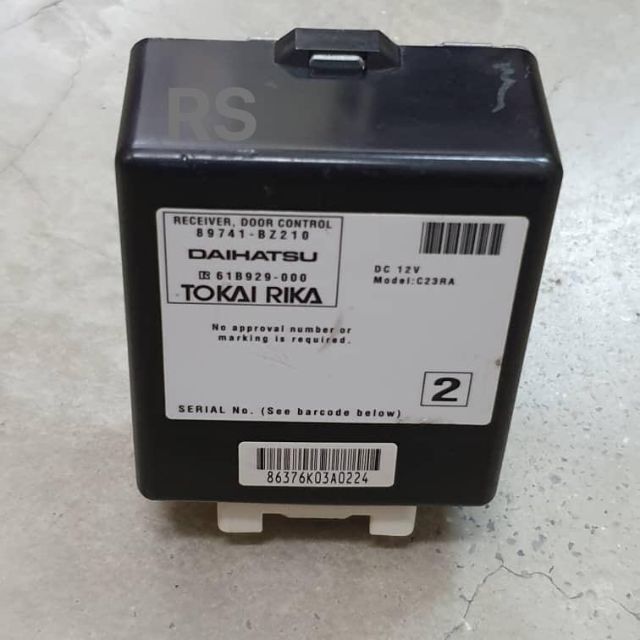 RS
RECEIVER, DOOR CONTROL
89741-BZ210
DAIHATSU
61B929-000
TOKAI RIKA
DC 12V
Model:C23RA
No approval number or
marking is required.
2
SERIAL No. (See barcode below)
86376K03A0224